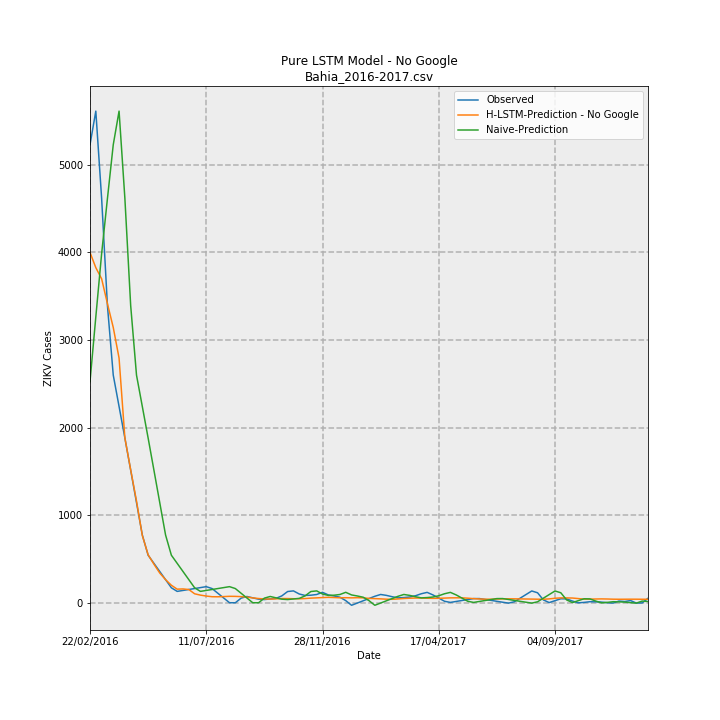 Pure LSTM Model - No Google
Bahia_2016-2017.csv
Observed
H-LSTM-Prediction - No Google
Naive-Prediction
ZIKV Cases
5000
4000
3000
2000
1000
0
22/02/2016
11/07/2016
28/11/2016
17/04/2017
04/09/2017
Date